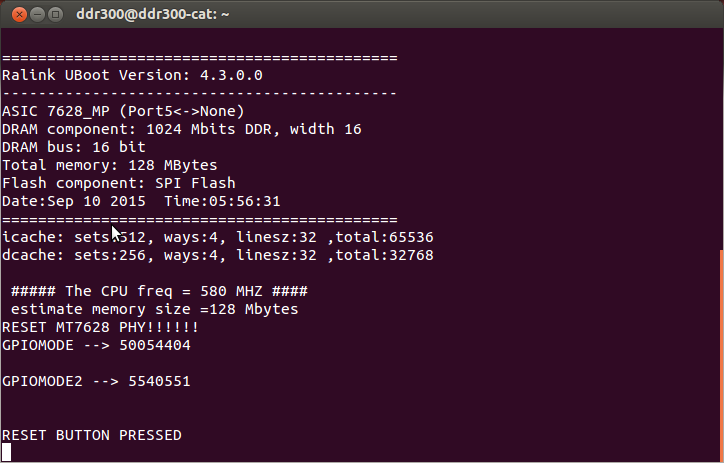 ddr300@ddr300-cat: ~
============================================
Ralink UBoot Version: 4.3.0.0
--------------------------------------------
ASIC 7628_MP (Port5<->None)
DRAM component: 1024 Mbits DDR, width 16
DRAM bus: 16 bit
Total memory: 128 MBytes
Flash component: SPI Flash
Date:Sep 10 2015  Time:05:56:31
============================================
icache: sets:512, ways:4, linesz:32 ,total:65536
dcache: sets:256, ways:4, linesz:32 ,total:32768
##### The CPU freq = 580 MHZ ####
estimate memory size =128 Mbytes
RESET MT7628 PHY!!!!!!
GPIOMODE --> 50054404
GPIOMODE2 --> 5540551
RESET BUTTON PRESSED